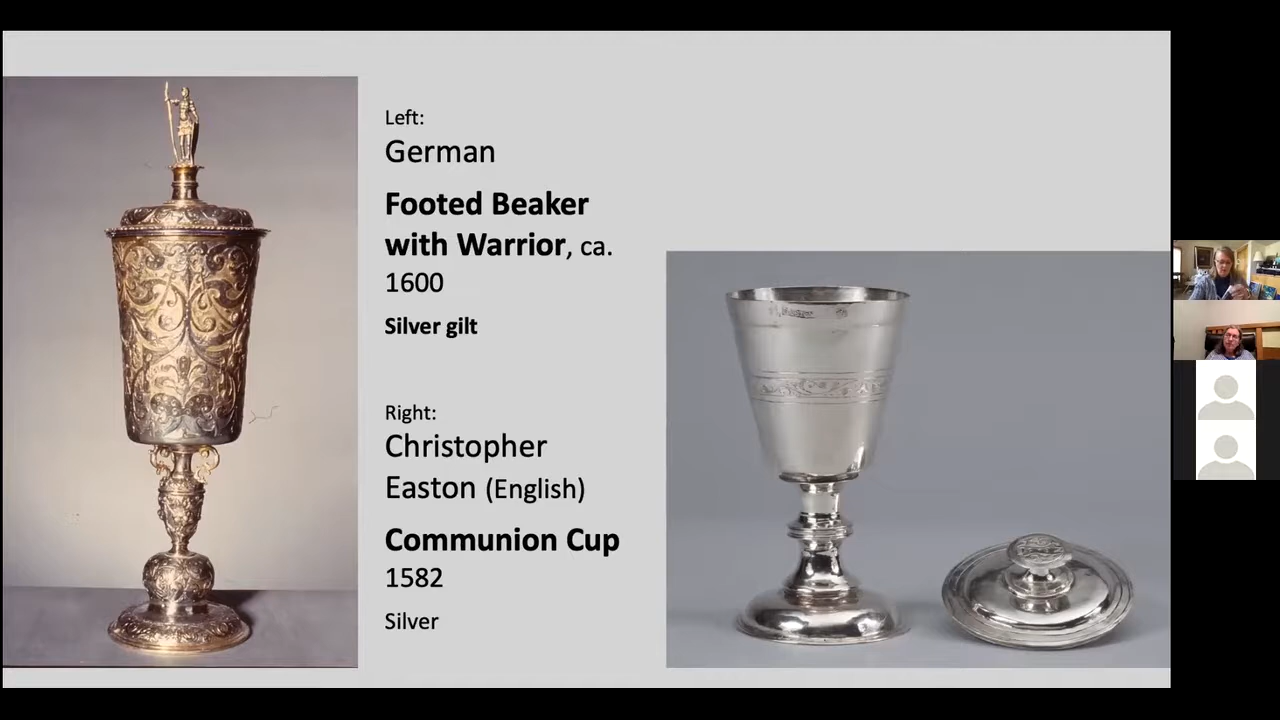 Left:
German
Footed Beaker
with Warrior, ca.
1600
Silver gilt
Right:
Christopher
Easton (English)
Communion Cup
1582
Silver